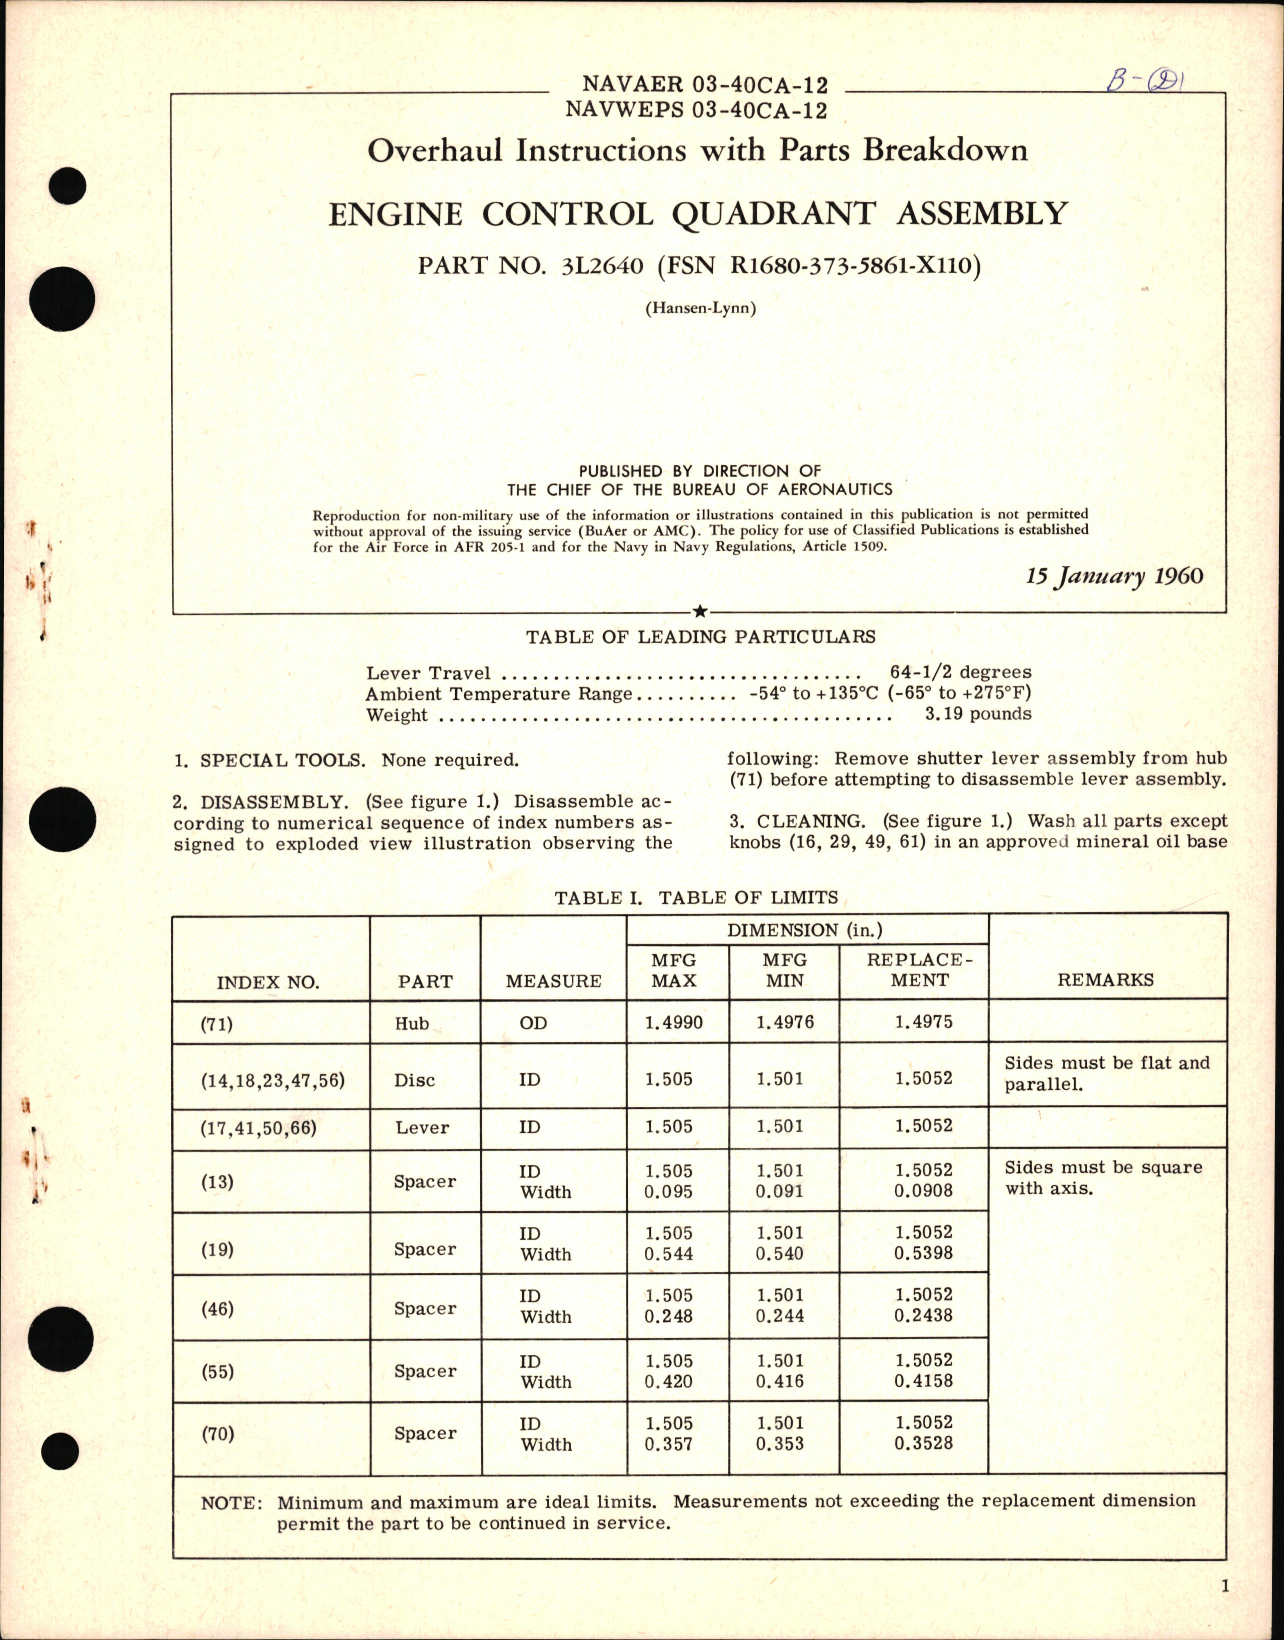 B-(2)
NAVAER 03-40CA-12
NAVWEPS 03-40CA-12
Overhaul Instructions with Parts Breakdown
ENGINE CONTROL QUADRANT ASSEMBLY
PART NO. 3L2640 (FSN R1680-373-5861-X110)
(Hansen-Lynn)
PUBLISHED BY DIRECTION OF
THE CHIEF OF THE BUREAU OF AERONAUTICS
Reproduction for non-military use of the information or illustrations contained in this publication is not permitted
without approval of the issuing service (BuAer or AMC). The policy for use of Classified Publications is established
for the Air Force in AFR 205-1 and for the Navy in Navy Regulations, Article 1509.
15 January 1960
TABLE OF LEADING PARTICULARS
Lever Travel .................................. 64-1/2 degrees
Ambient Temperature Range.......... -54° to +135°C (-65° to +275°F)
Weight ............................................ 3.19 pounds
1. SPECIAL TOOLS. None required.
2. DISASSEMBLY. (See figure 1.) Disassemble ac-
cording to numerical sequence of index numbers as-
signed to exploded view illustration observing the
following: Remove shutter lever assembly from hub
(71) before attempting to disassemble lever assembly.
3. CLEANING. (See figure 1.) Wash all parts except
knobs (16, 29, 49, 61) in an approved mineral oil base
TABLE I. TABLE OF LIMITS
DIMENSION (in.)
INDEX NO. PART MEASURE MFG MAX MFG MIN REPLACE-MENT REMARKS
(71) Hub OD 1.4990 1.4976 1.4975
(14,18,23,47,56) Disc ID 1.505 1.501 1.5052 Sides must be flat and parallel.
(17,41,50,66) Lever ID 1.505 1.501 1.5052
(13) Spacer ID 1.505 1.501 1.5052 Sides must be square
Width 0.095 0.091 0.0908 with axis.
(19) Spacer ID 1.505 1.501 1.5052
Width 0.544 0.540 0.5398
(46) Spacer ID 1.505 1.501 1.5052
Width 0.248 0.244 0.2438
(55) Spacer ID 1.505 1.501 1.5052
Width 0.420 0.416 0.4158
(70) Spacer ID 1.505 1.501 1.5052
Width 0.357 0.353 0.3528
NOTE: Minimum and maximum are ideal limits. Measurements not exceeding the replacement dimension
permit the part to be continued in service.
1